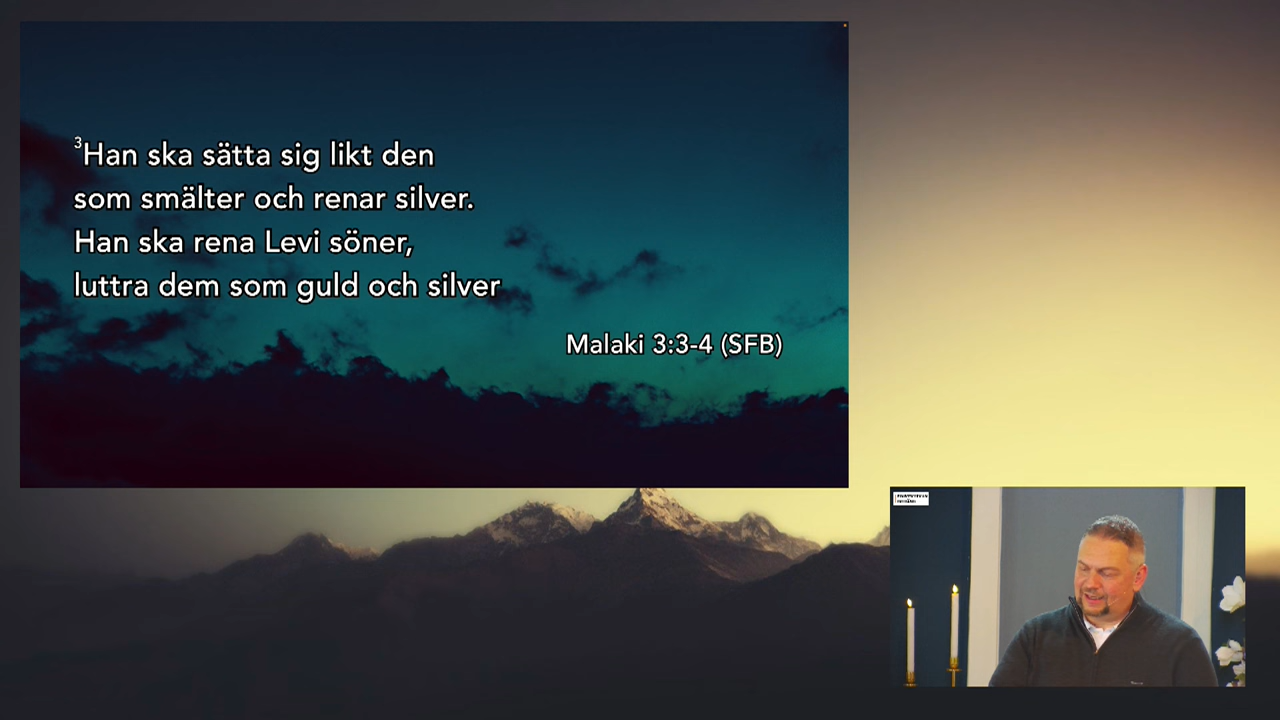 ³Han ska sätta sig likt den
som smälter och renar silver.
Han ska rena Levi söner,
luttra dem som guld och silver
Malaki 3:3-4 (SFB)